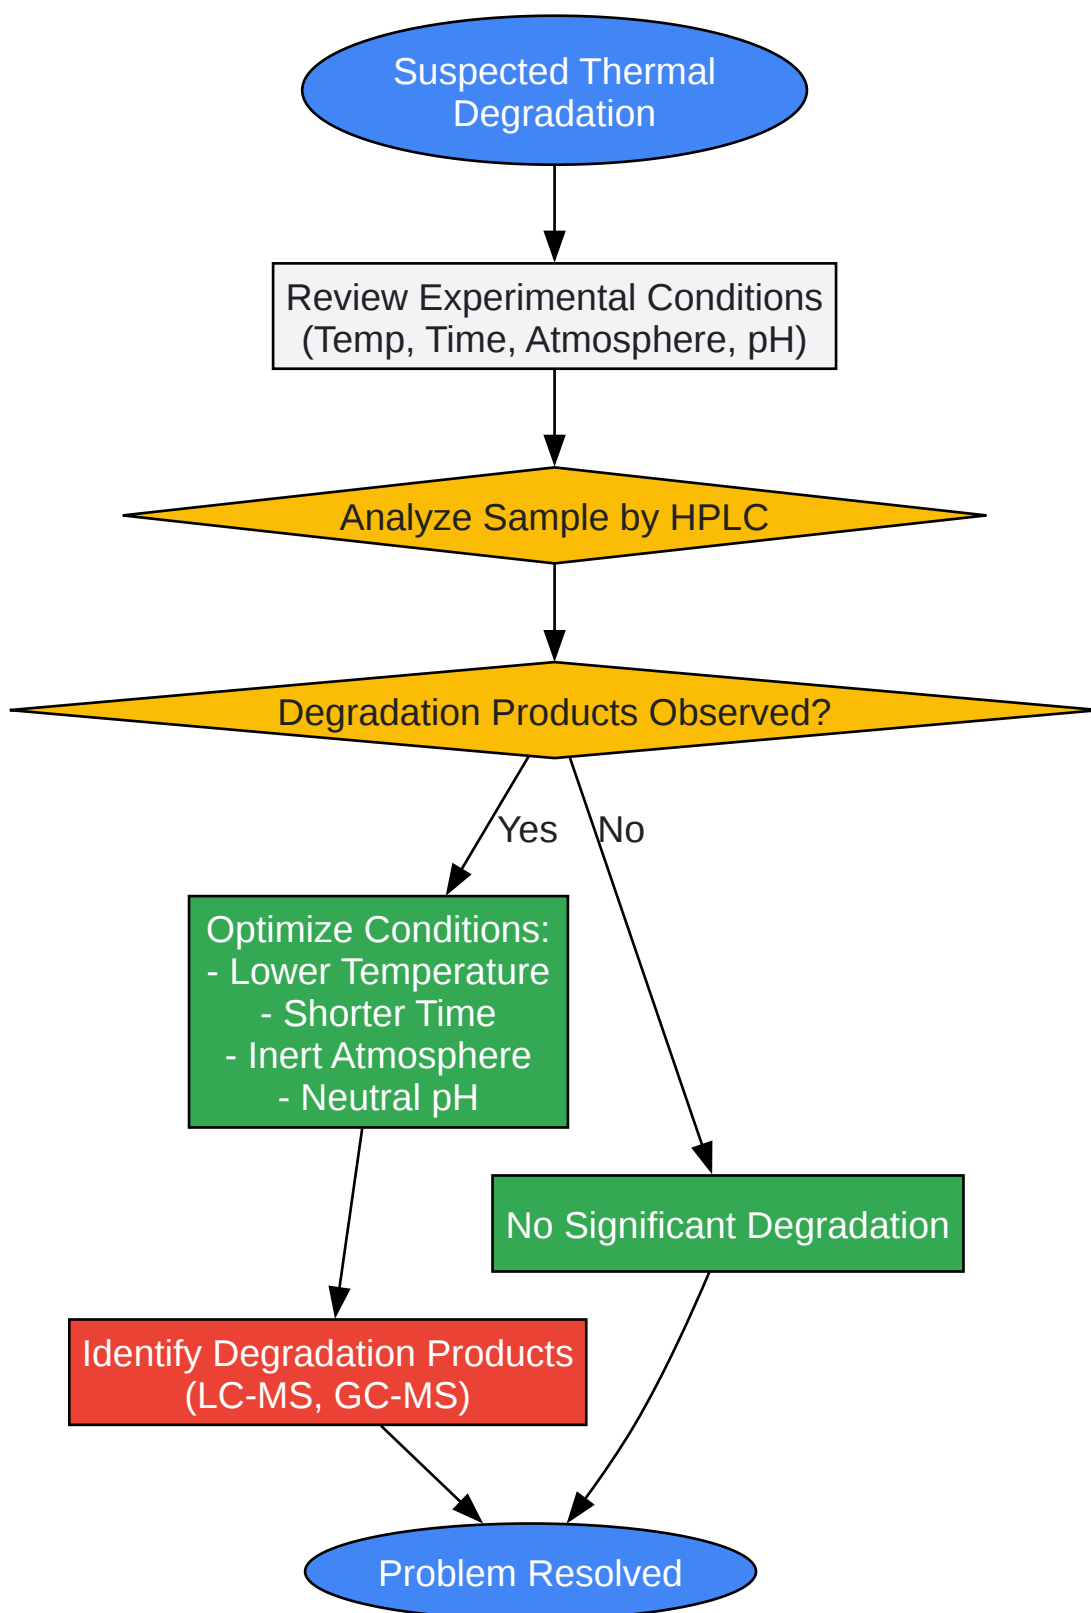 Suspected Thermal
Degradation
Review Experimental Conditions
(Temp, Time, Atmosphere, pH)
Analyze Sample by HPLC
Degradation Products Observed?
Yes
No
Optimize Conditions:
- Lower Temperature
- Shorter Time
- Inert Atmosphere
- Neutral pH
No Significant Degradation
Identify Degradation Products
(LC-MS, GC-MS)
Problem Resolved